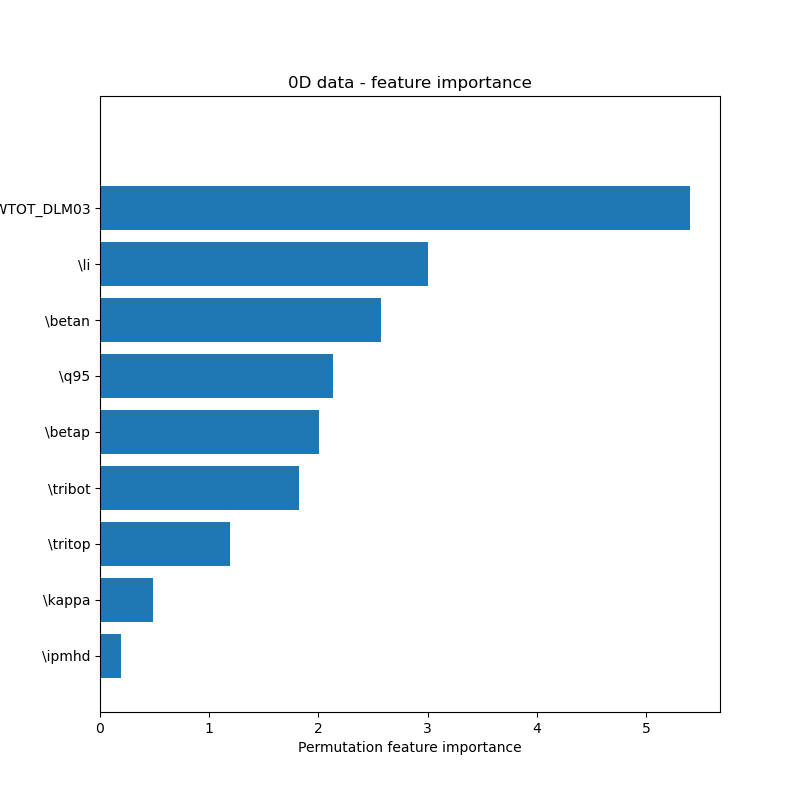 0D data - feature importance
WTOT_DLM03
\li
\betan
\q95
\betap
\tribot
\tritop
\kappa
\ipmhd
0 1 2 3 4 5
Permutation feature importance